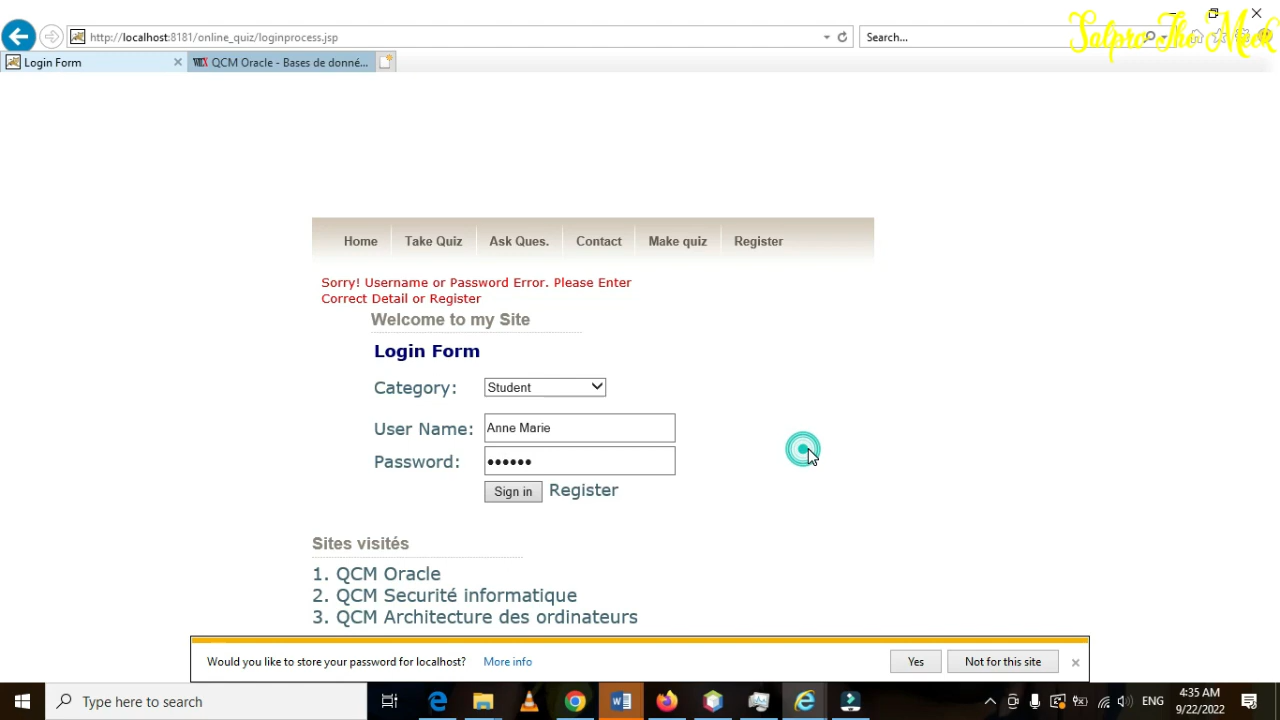 Salpro The Meek
http://localhost:8181/online_quiz/loginprocess.jsp
Search...
Login Form
QCM Oracle - Bases de donné...
Home
Take Quiz
Ask Ques.
Contact
Make quiz
Register
Sorry! Username or Password Error. Please Enter
Correct Detail or Register
Welcome to my Site
Login Form
Category:
Student
User Name:
Anne Marie
Password:
••••••
Sign in
Register
Sites visités
1. QCM Oracle
2. QCM Securité informatique
3. QCM Architecture des ordinateurs
Would you like to store your password for localhost?
More info
Yes
Not for this site
Type here to search
ENG
4:35 AM
9/22/2022